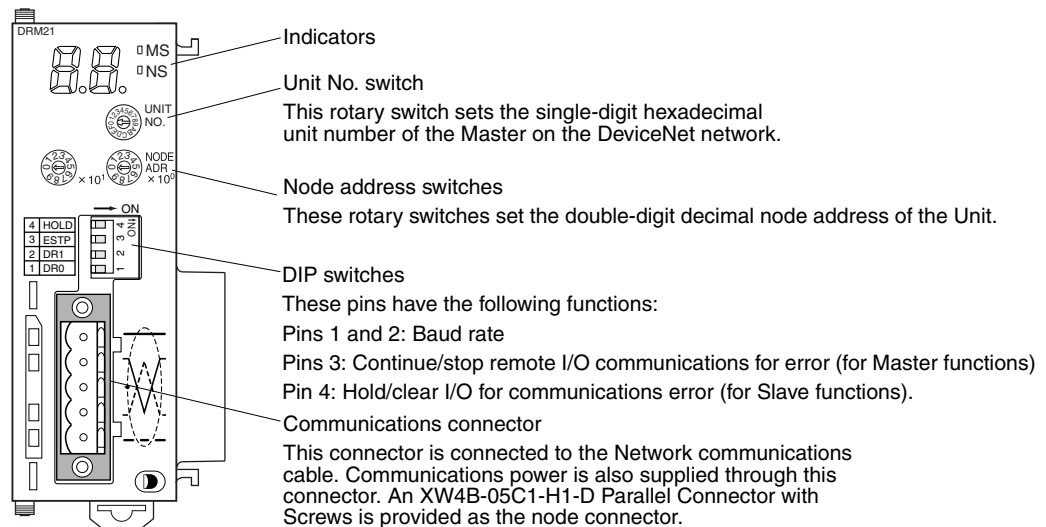 DRM21
MS
NS
Indicators
Unit No. switch
UNIT
NO.
This rotary switch sets the single-digit hexadecimal
unit number of the Master on the DeviceNet network.
NODE
ADR
×10¹
×10⁰
Node address switches
These rotary switches set the double-digit decimal node address of the Unit.
ON
4 HOLD
3 ESTP
2 DR1
1 DR0
ON
4
3
2
1
DIP switches
These pins have the following functions:
Pins 1 and 2: Baud rate
Pins 3: Continue/stop remote I/O communications for error (for Master functions)
Pin 4: Hold/clear I/O for communications error (for Slave functions).
Communications connector
This connector is connected to the Network communications
cable. Communications power is also supplied through this
connector. An XW4B-05C1-H1-D Parallel Connector with
Screws is provided as the node connector.